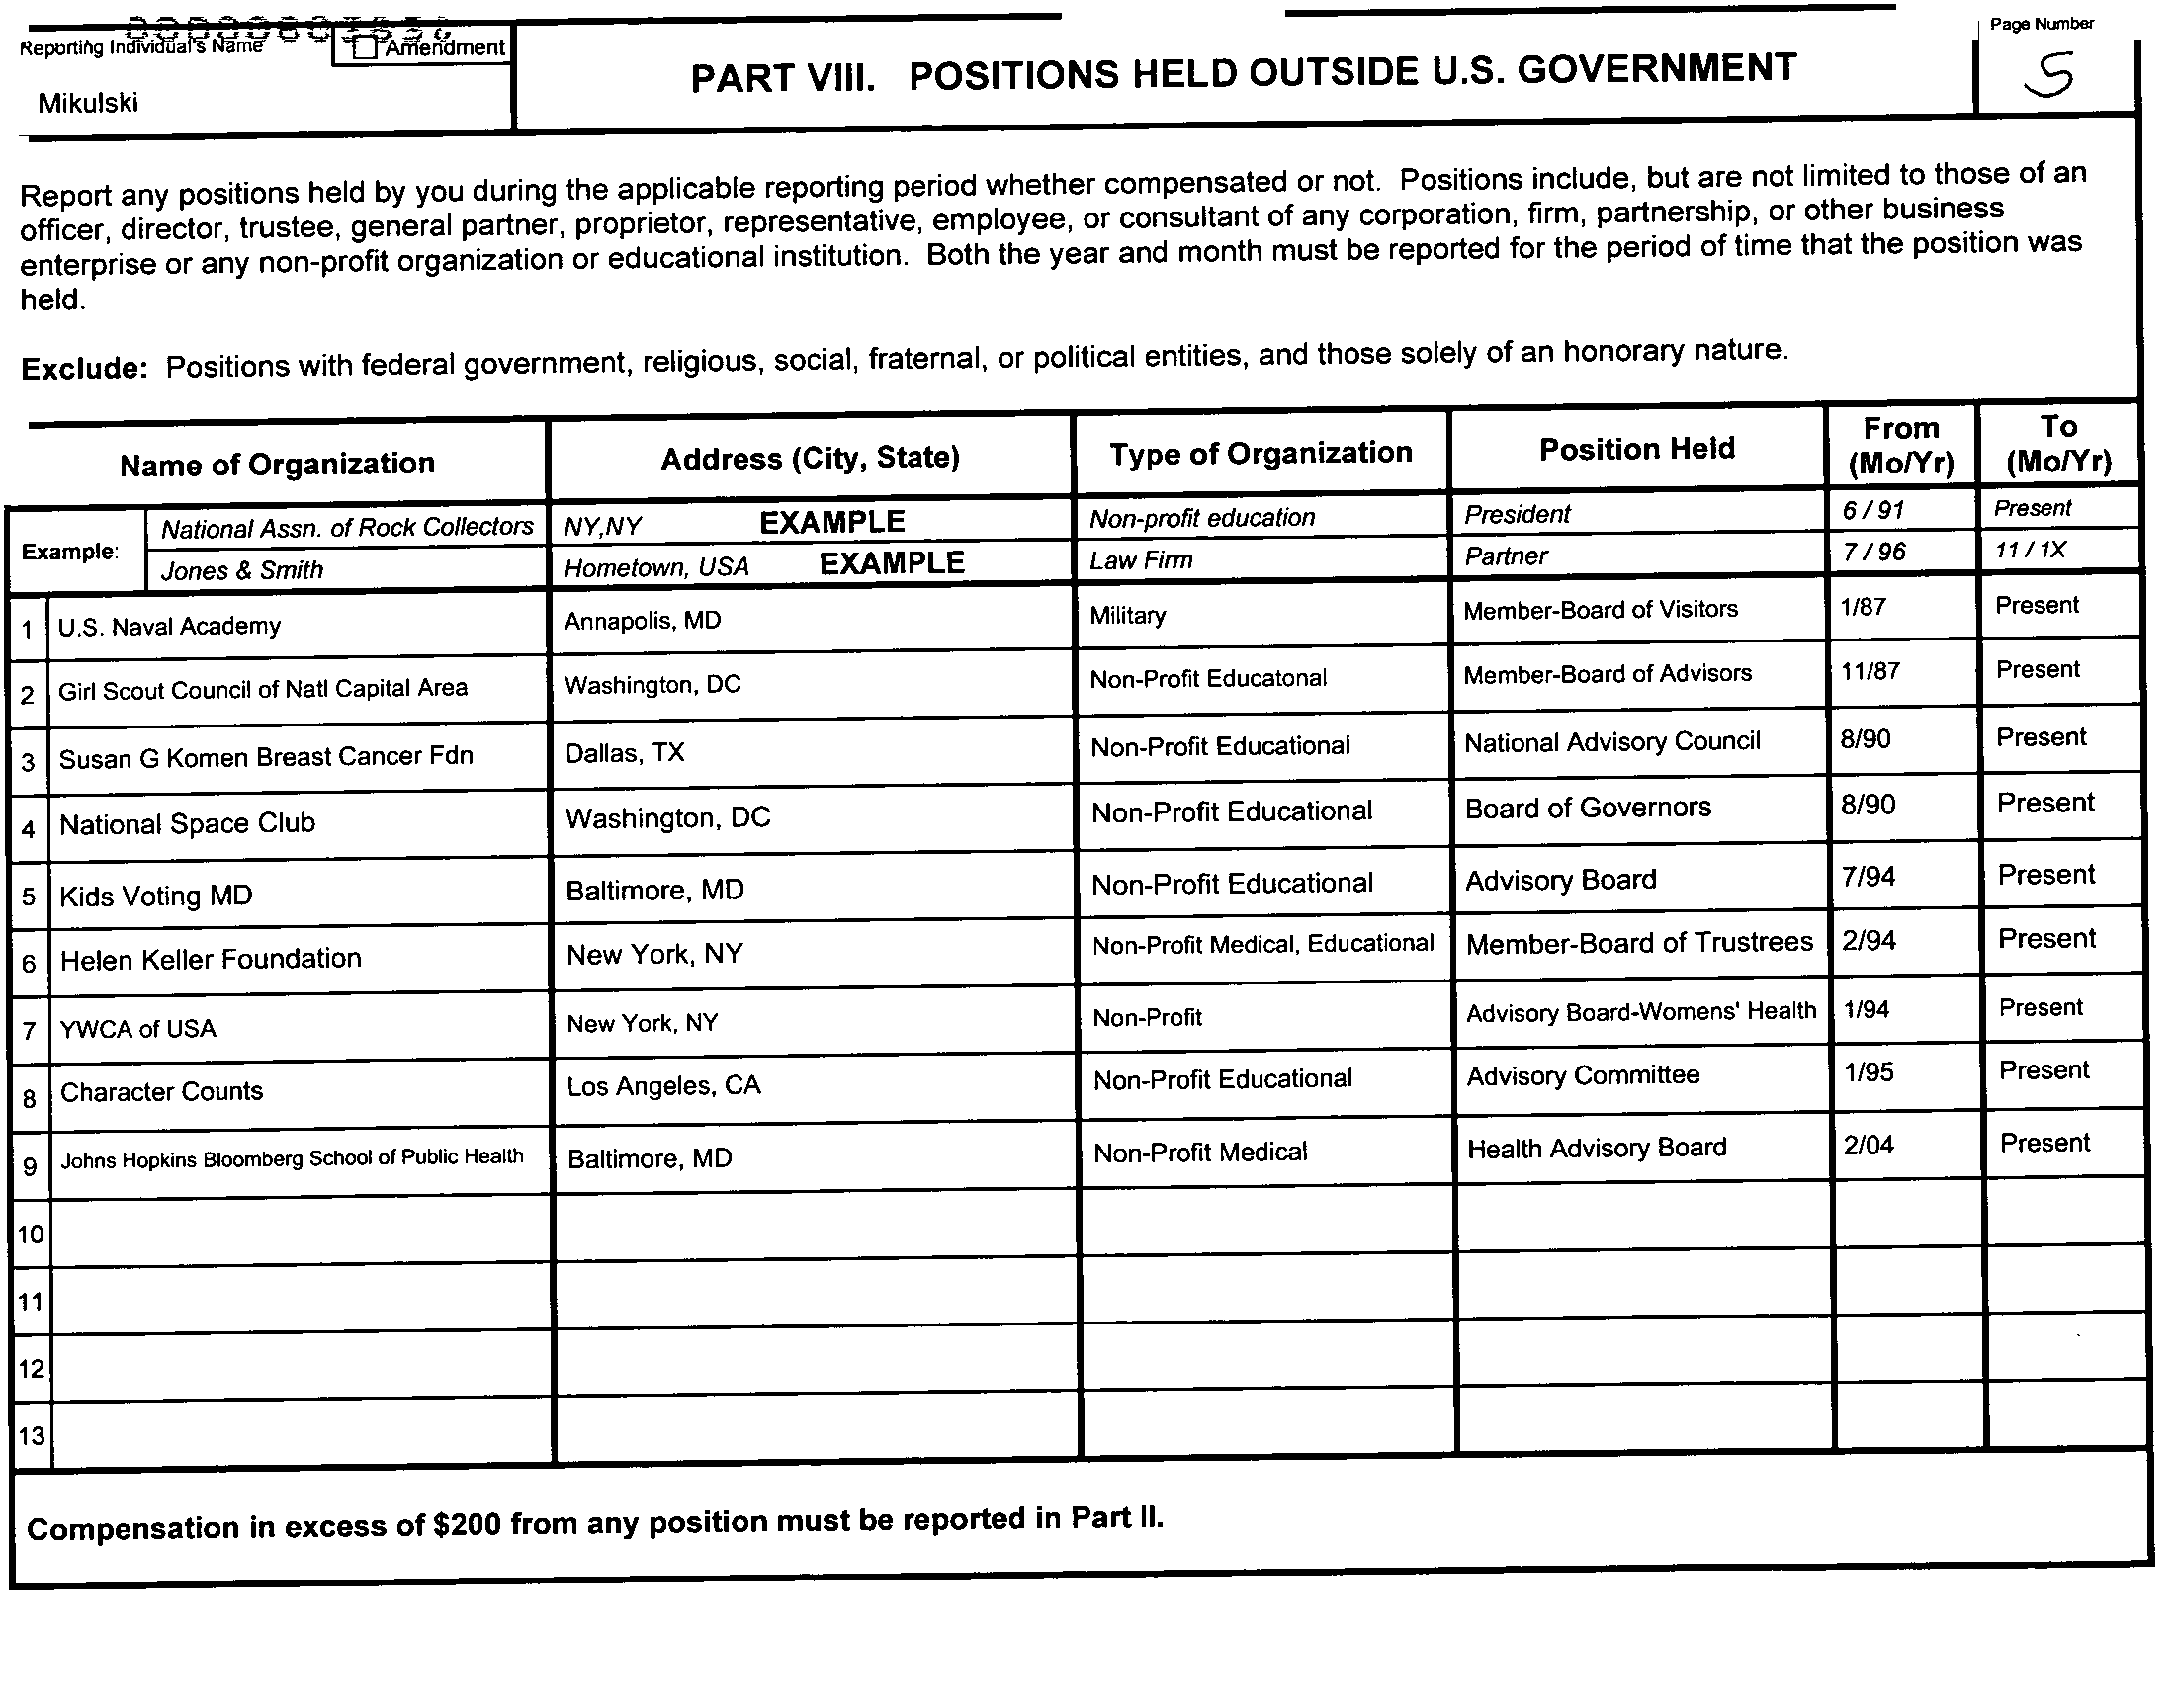 Reporting Individual's Name
Amendment
Mikulski
PART VIII. POSITIONS HELD OUTSIDE U.S. GOVERNMENT
Page Number
5
Report any positions held by you during the applicable reporting period whether compensated or not. Positions include, but are not limited to those of an
officer, director, trustee, general partner, proprietor, representative, employee, or consultant of any corporation, firm, partnership, or other business
enterprise or any non-profit organization or educational institution. Both the year and month must be reported for the period of time that the position was
held.
Exclude: Positions with federal government, religious, social, fraternal, or political entities, and those solely of an honorary nature.
Name of Organization Address (City, State) Type of Organization Position Held From (Mo/Yr) To (Mo/Yr)
Example: National Assn. of Rock Collectors NY,NY EXAMPLE Non-profit education President 6 / 91 Present
Jones & Smith Hometown, USA EXAMPLE Law Firm Partner 7 / 96 11 / 1X
1 U.S. Naval Academy Annapolis, MD Military Member-Board of Visitors 1/87 Present
2 Girl Scout Council of Natl Capital Area Washington, DC Non-Profit Educatonal Member-Board of Advisors 11/87 Present
3 Susan G Komen Breast Cancer Fdn Dallas, TX Non-Profit Educational National Advisory Council 8/90 Present
4 National Space Club Washington, DC Non-Profit Educational Board of Governors 8/90 Present
5 Kids Voting MD Baltimore, MD Non-Profit Educational Advisory Board 7/94 Present
6 Helen Keller Foundation New York, NY Non-Profit Medical, Educational Member-Board of Trustrees 2/94 Present
7 YWCA of USA New York, NY Non-Profit Advisory Board-Womens' Health 1/94 Present
8 Character Counts Los Angeles, CA Non-Profit Educational Advisory Committee 1/95 Present
9 Johns Hopkins Bloomberg School of Public Health Baltimore, MD Non-Profit Medical Health Advisory Board 2/04 Present
10
11
12
13
Compensation in excess of $200 from any position must be reported in Part II.